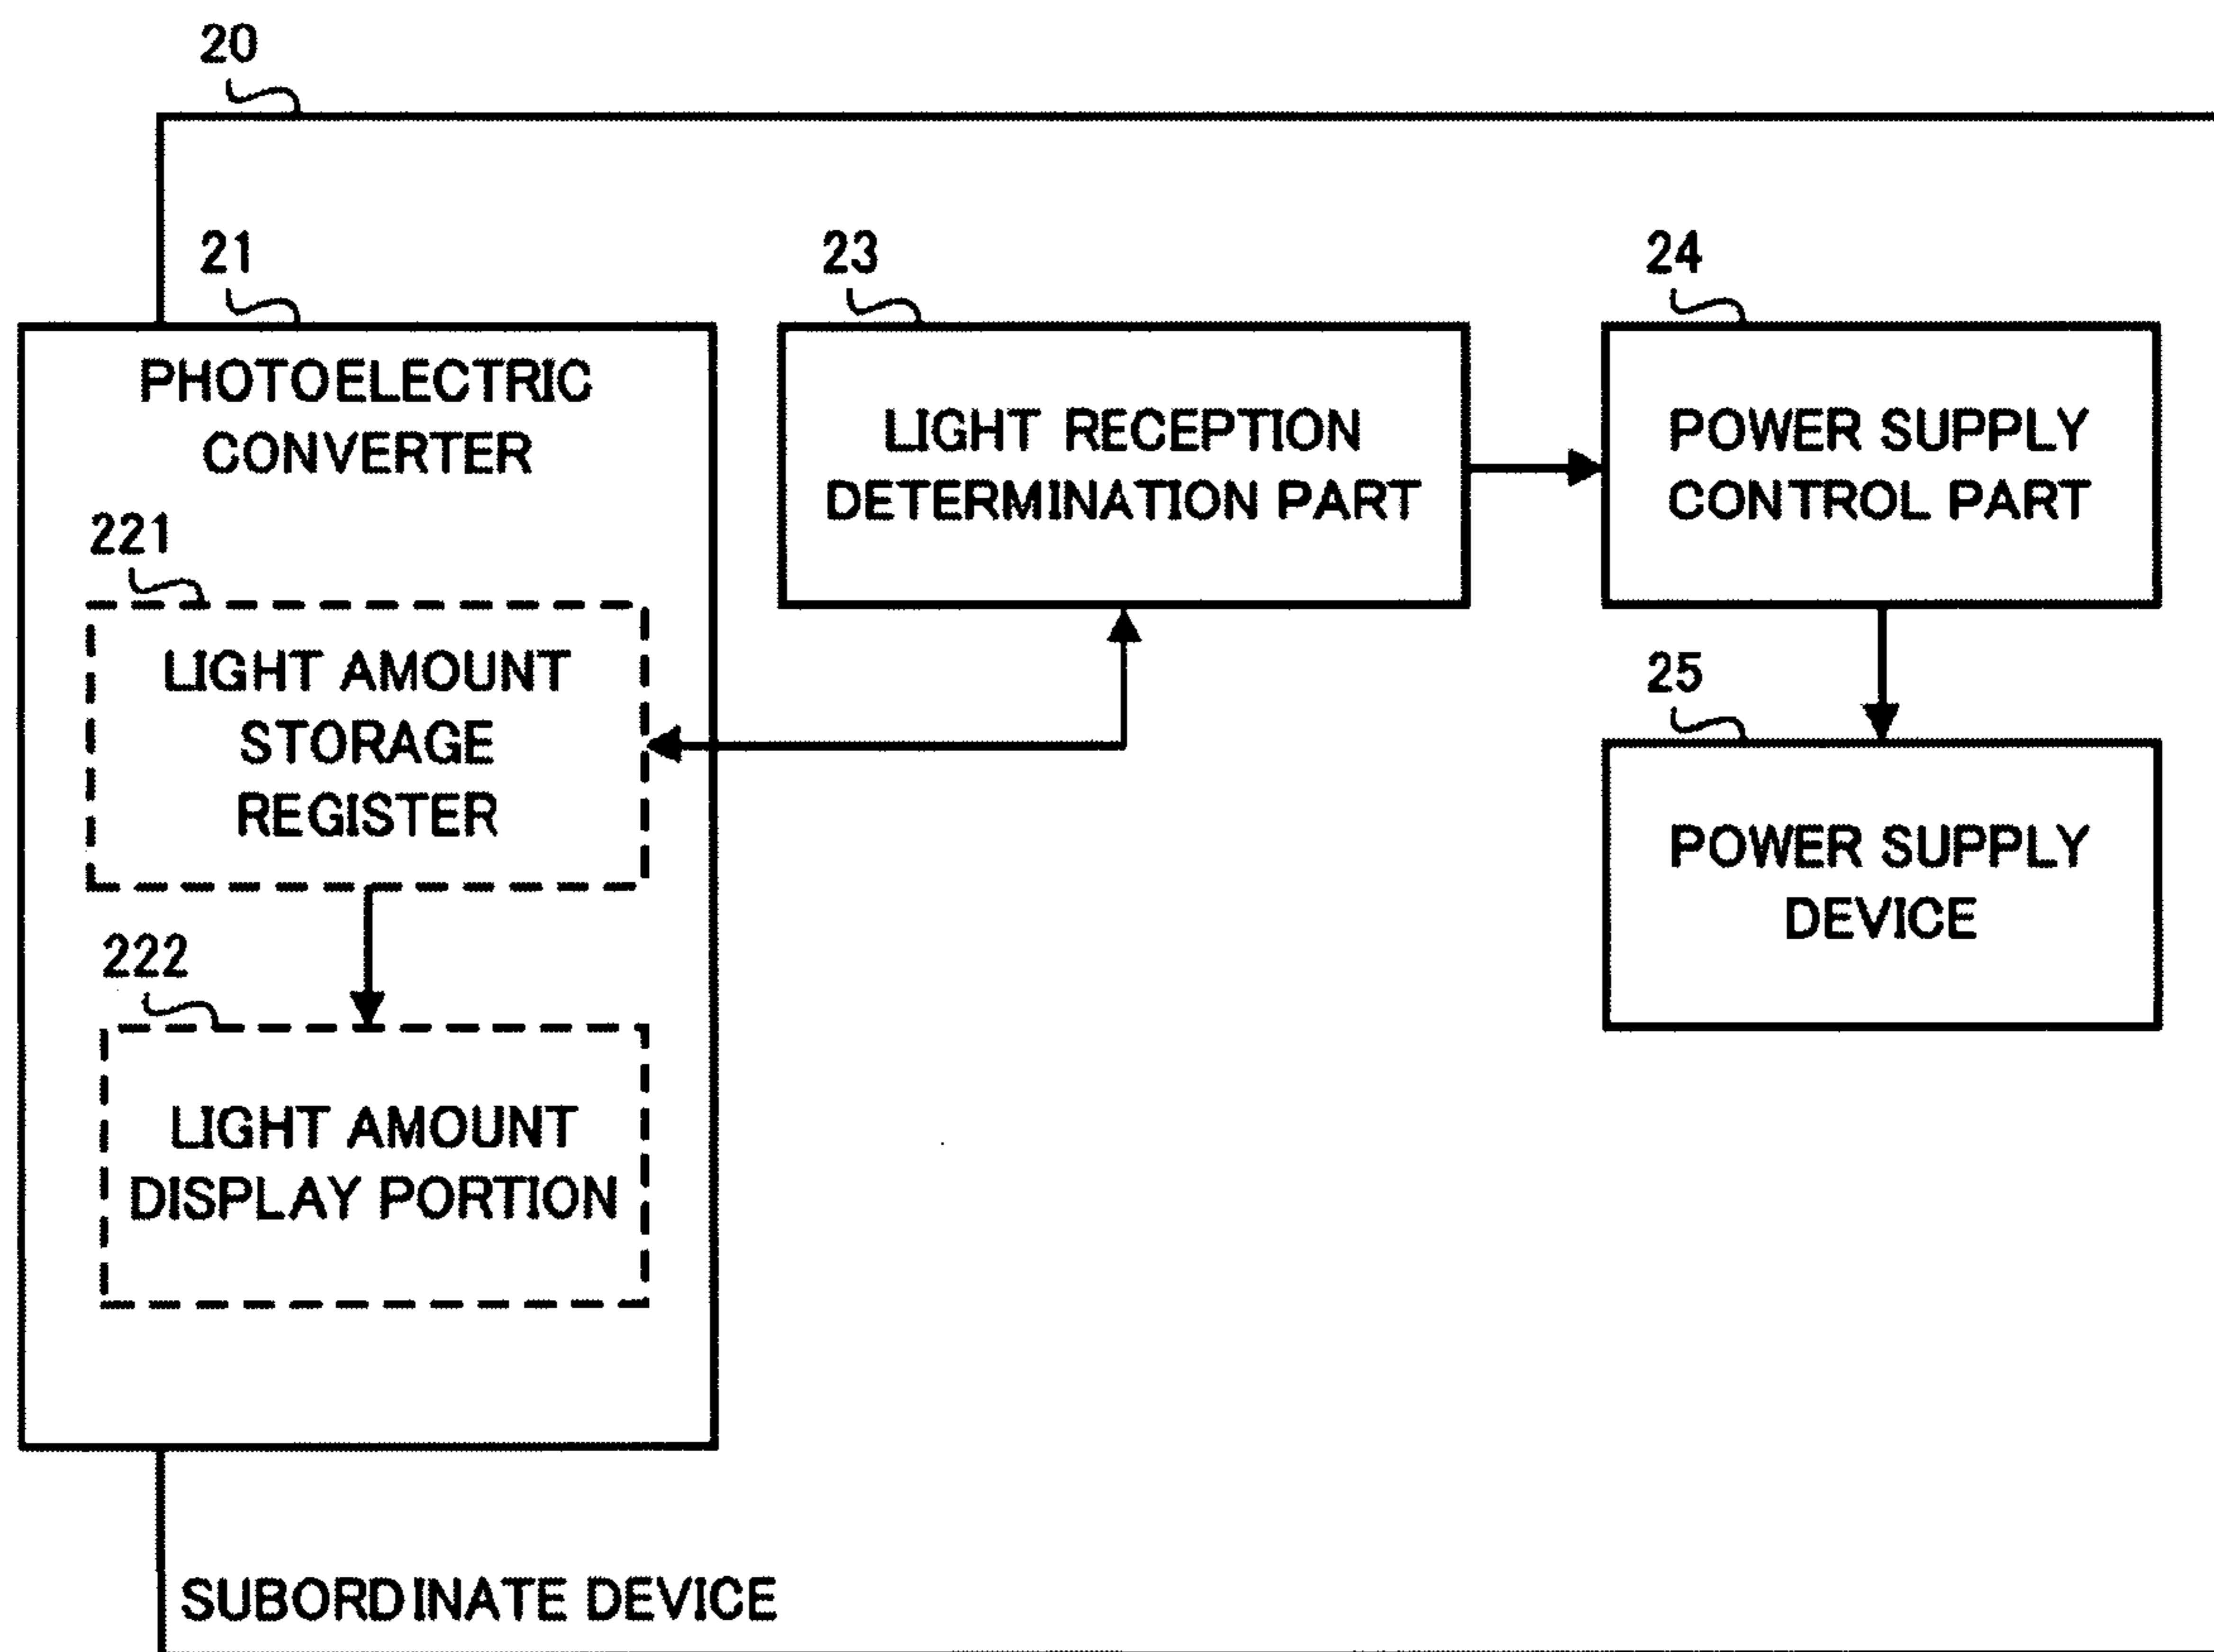 20
21
PHOTOELECTRIC
CONVERTER
221
LIGHT AMOUNT
STORAGE
REGISTER
222
LIGHT AMOUNT
DISPLAY PORTION
23
LIGHT RECEPTION
DETERMINATION PART
24
POWER SUPPLY
CONTROL PART
25
POWER SUPPLY
DEVICE
SUBORDINATE DEVICE